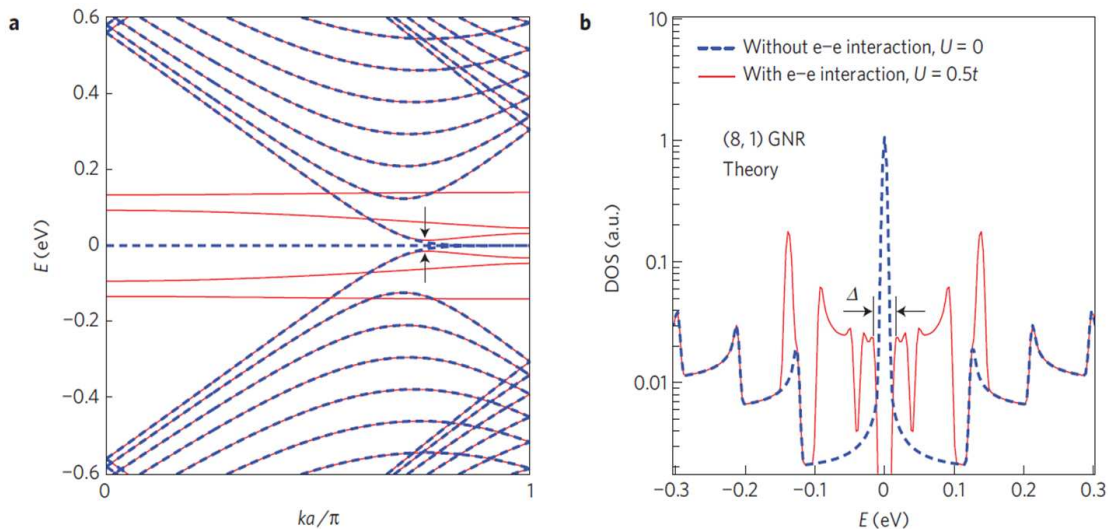 a
0.6
0.4
0.2
0
−0.2
−0.4
−0.6
E (eV)
0
1
ka/π
b
10
1
0.1
0.01
DOS (a.u.)
Without e–e interaction, U = 0
With e–e interaction, U = 0.5t
(8, 1) GNR
Theory
Δ
−0.3
−0.2
−0.1
0
0.1
0.2
0.3
E (eV)